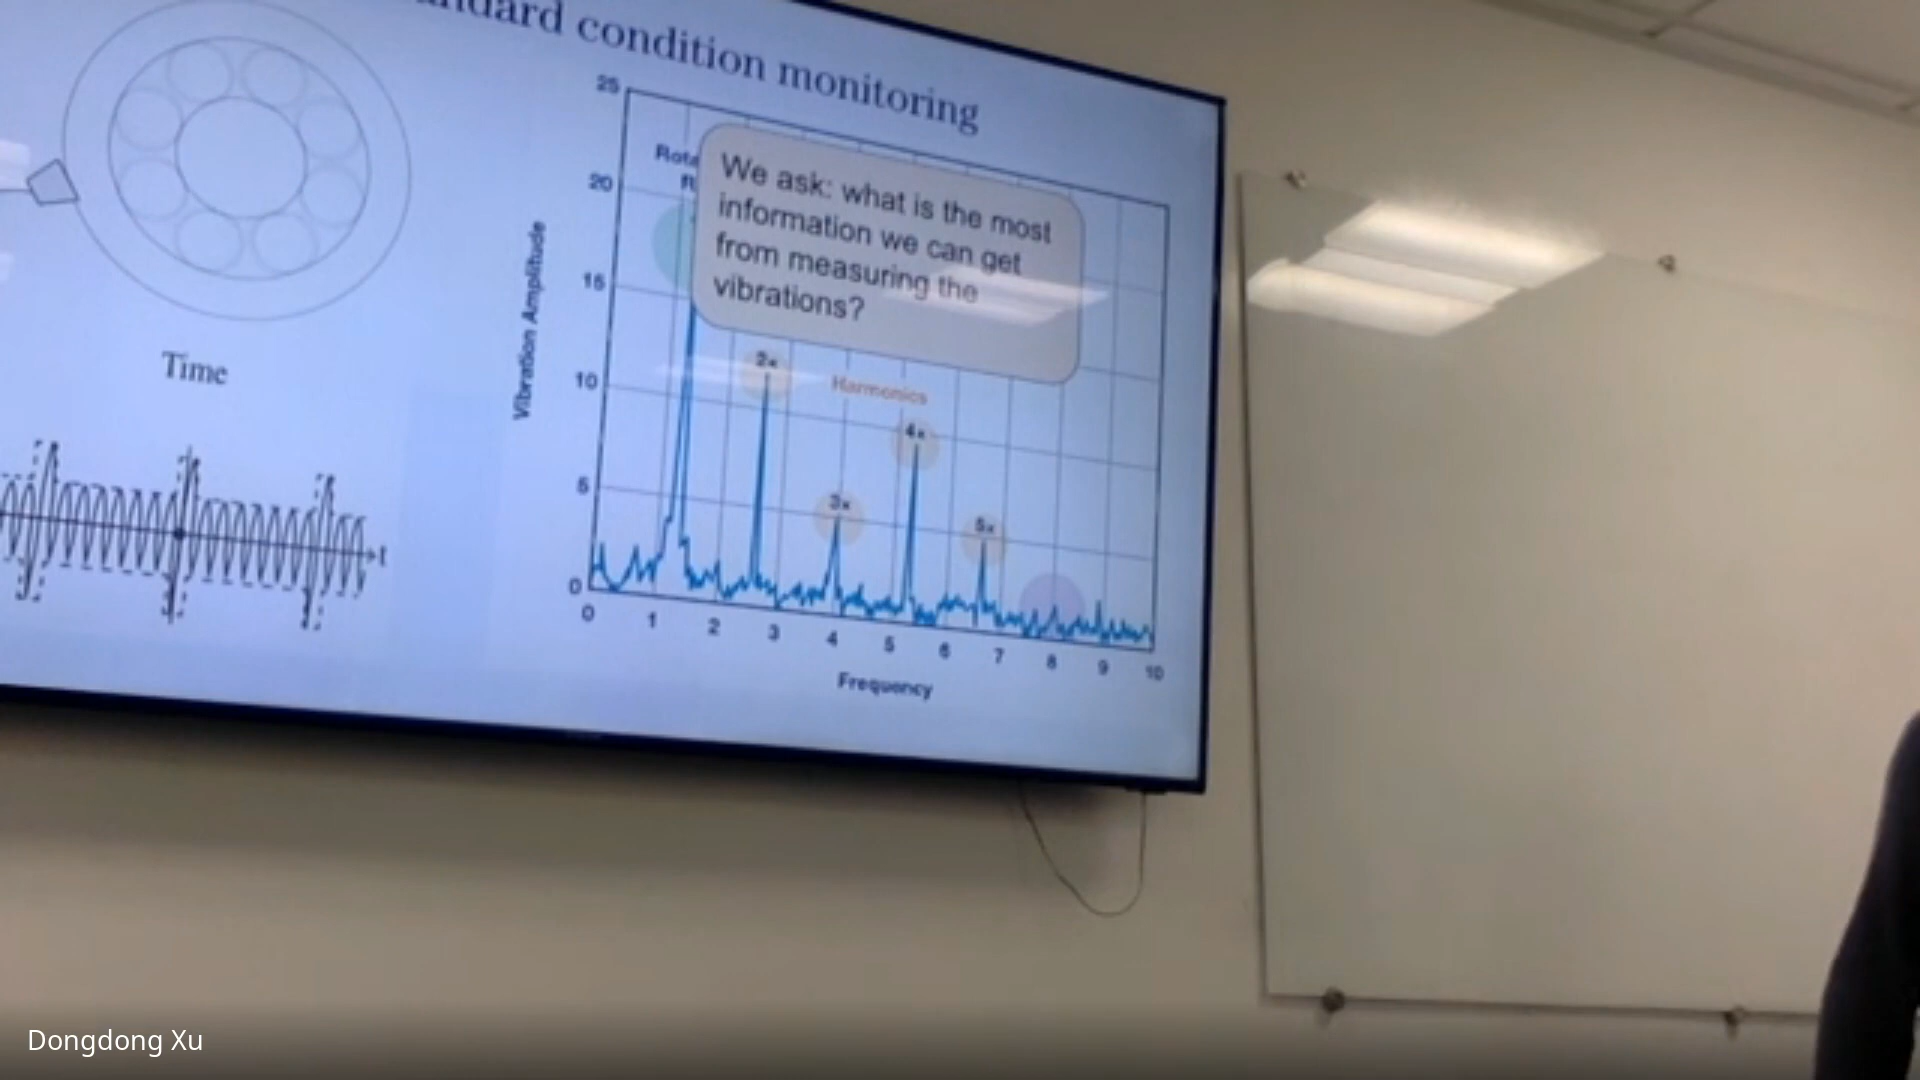 condition monitoring
25
20
15
10
5
0
Vibration Amplitude
We ask: what is the most
information we can get
from measuring the
vibrations?
2x
Harmonics
4x
3x
5x
0 1 2 3 4 5 6 7 8 9 10
Frequency
Time
t
Dongdong Xu